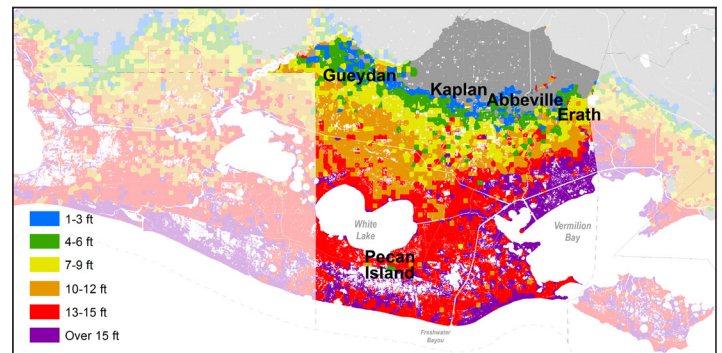 Gueydan
Kaplan
Abbeville
Erath
1-3 ft
4-6 ft
7-9 ft
10-12 ft
13-15 ft
Over 15 ft
White
Lake
Vermilion
Bay
Pecan
Island
Freshwater
Bayou